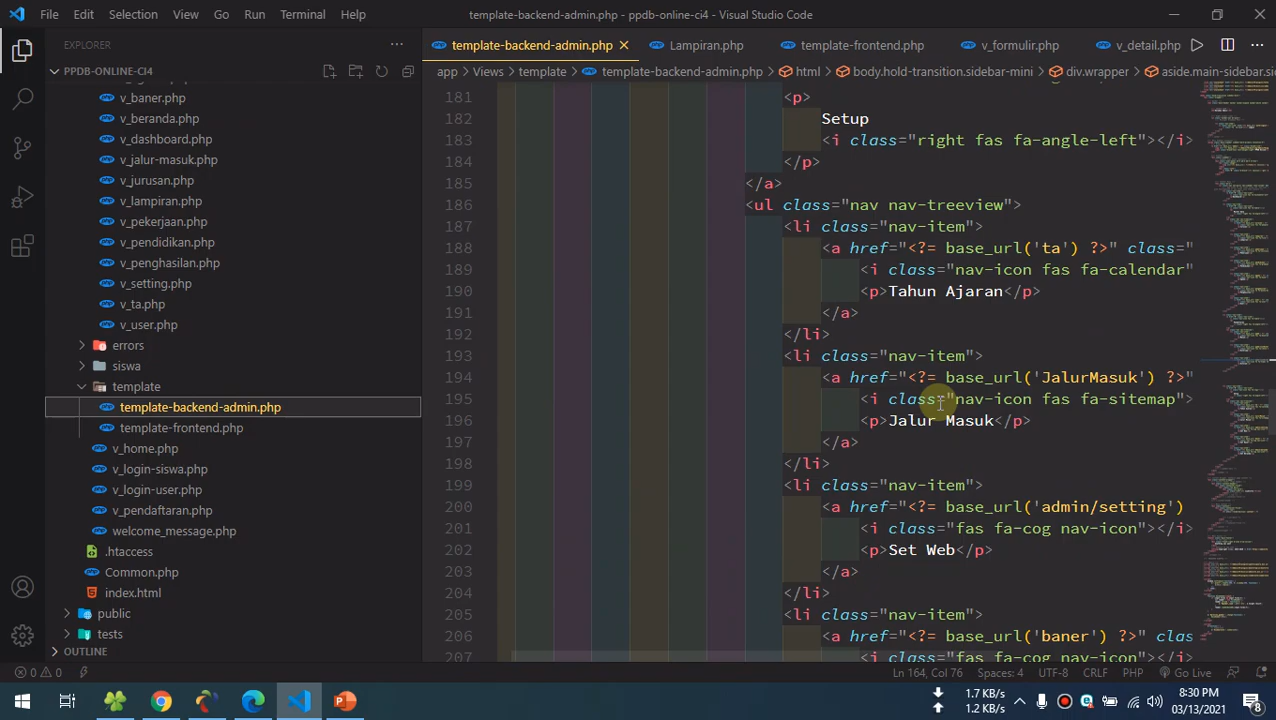 File Edit Selection View Go Run Terminal Help
template-backend-admin.php - ppdb-online-ci4 - Visual Studio Code
EXPLORER
template-backend-admin.php
Lampiran.php
template-frontend.php
v_formulir.php
v_detail.php
PPDB-ONLINE-CI4
app > Views > template > template-backend-admin.php > html > body.hold-transition.sidebar-mini > div.wrapper > aside.main-sidebar.sid
v_baner.php
v_beranda.php
v_dashboard.php
v_jalur-masuk.php
v_jurusan.php
v_lampiran.php
v_pekerjaan.php
v_pendidikan.php
v_penghasilan.php
v_setting.php
v_ta.php
v_user.php
errors
siswa
template
template-backend-admin.php
template-frontend.php
v_home.php
v_login-siswa.php
v_login-user.php
v_pendaftaran.php
welcome_message.php
.htaccess
Common.php
index.html
public
tests
OUTLINE
181 <p>
182 Setup
183 <i class="right fas fa-angle-left"></i>
184 </p>
185 </a>
186 <ul class="nav nav-treeview">
187 <li class="nav-item">
188 <a href="<?= base_url('ta') ?>" class="
189 <i class="nav-icon fas fa-calendar"
190 <p>Tahun Ajaran</p>
191 </a>
192 </li>
193 <li class="nav-item">
194 <a href="<?= base_url('JalurMasuk') ?>"
195 <i class="nav-icon fas fa-sitemap">
196 <p>Jalur Masuk</p>
197 </a>
198 </li>
199 <li class="nav-item">
200 <a href="<?= base_url('admin/setting')
201 <i class="fas fa-cog nav-icon"></i>
202 <p>Set Web</p
203 </a>
204 </li>
205 <li class="nav-item">
206 <a href="<?= base_url('baner') ?>" clas
207 <i class="fas fa-cog nav-icon"></i>
0 0
Ln 164, Col 76 Spaces: 4 UTF-8 CRLF PHP Go Live
1.7 KB/s
1.2 KB/s
8:30 PM
03/13/2021
8